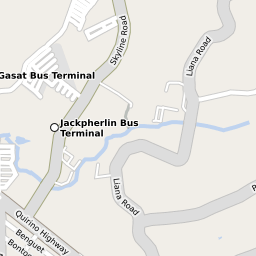 Skyline Road
Liana Road
Gasat Bus Terminal
Jackpherlin Bus
Terminal
Liana Road
Quirino Highway
Benguet
Bontoc